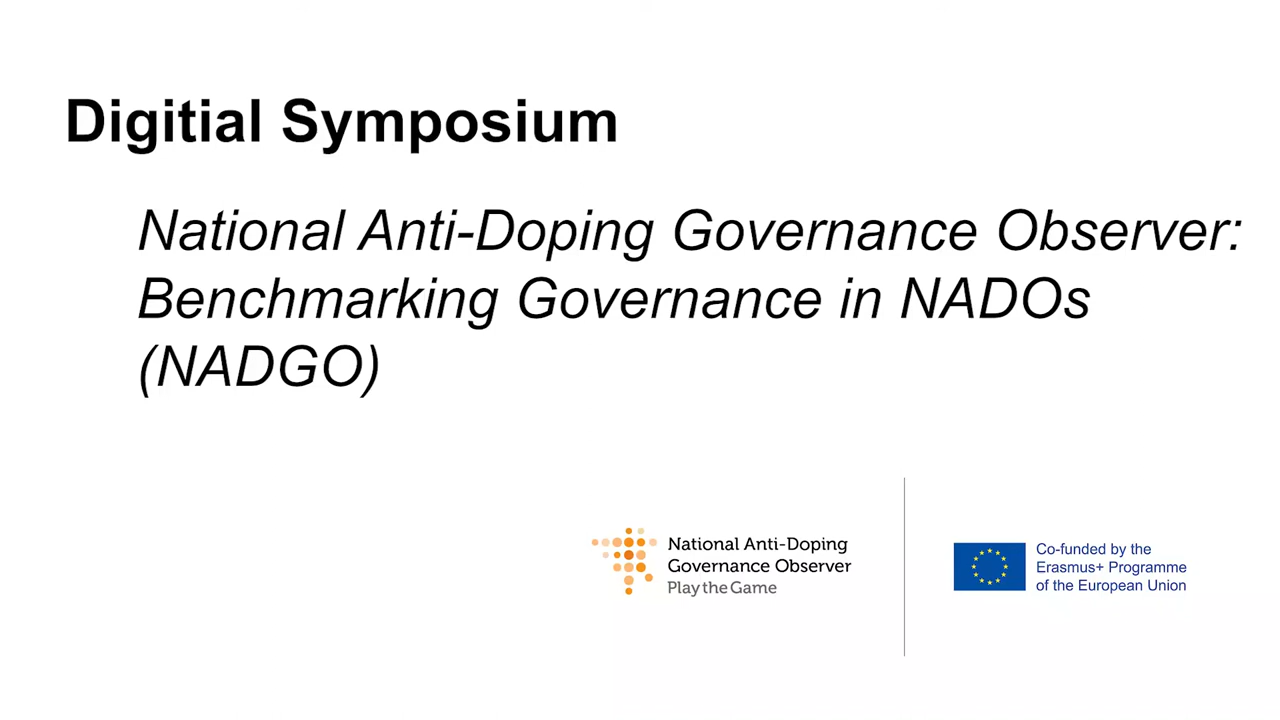 Digitial Symposium
National Anti-Doping Governance Observer:
Benchmarking Governance in NADOs
(NADGO)
National Anti-Doping
Governance Observer
Play the Game
Co-funded by the
Erasmus+ Programme
of the European Union